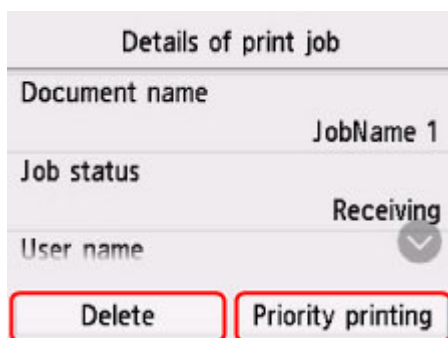 Details of print job
Document name
JobName 1
Job status
Receiving
User name
Delete
Priority printing